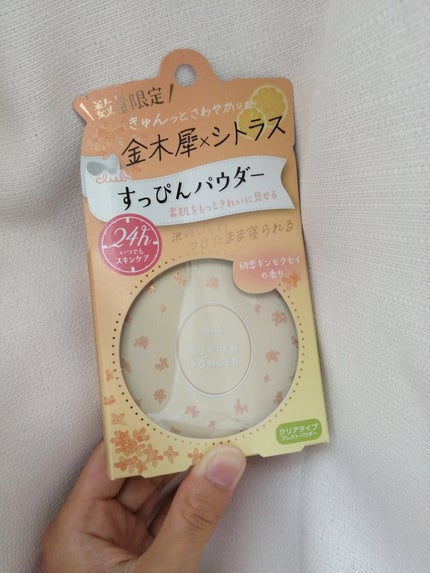 数量限定
きゅんっとさわやかな香り
金木犀×シトラス
club
すっぴんパウダー
素肌をもっときれいに見せる
24h
いつでも
スキンケア
つけたまま寝られる
初恋キンモクセイ
の香り
club
SUPPIN
POWDER
クリアタイプ
プレストパウダー